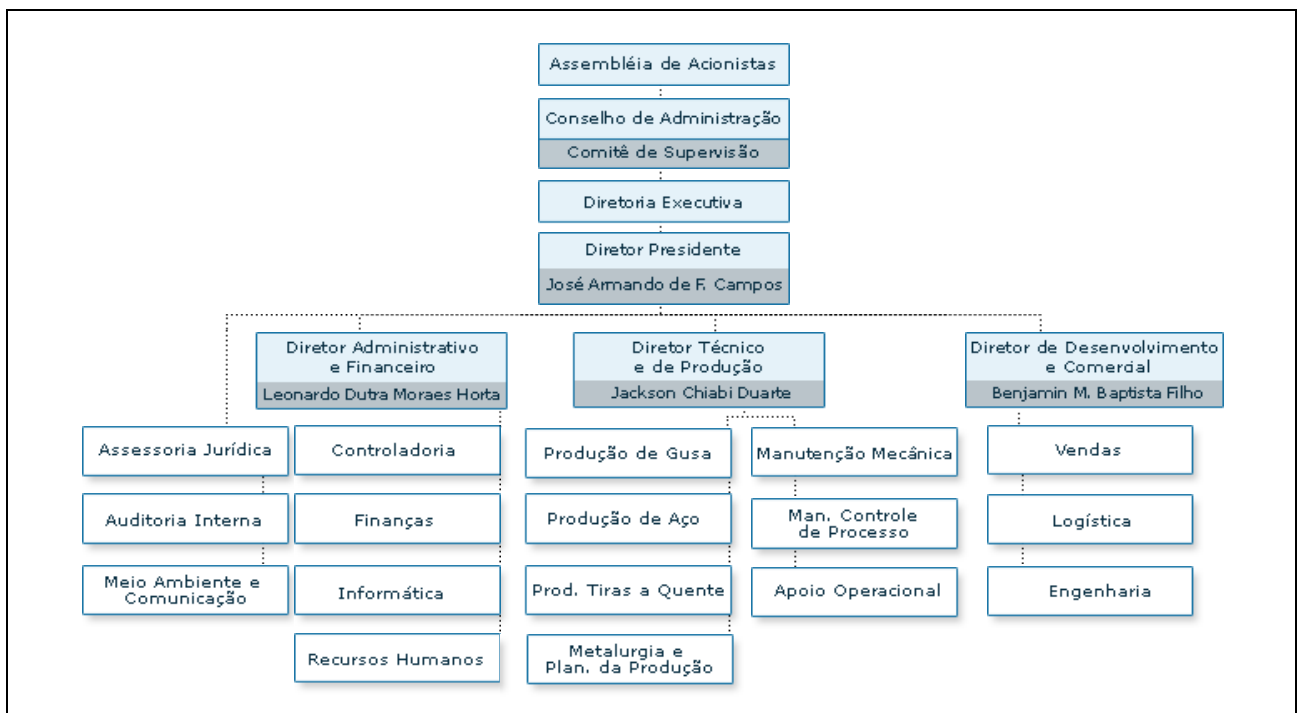 Assembléia de Acionistas
Conselho de Administração
Comitê de Supervisão
Diretoria Executiva
Diretor Presidente
José Armando de F. Campos
Diretor Administrativo
e Financeiro
Leonardo Dutra Moraes Horta
Diretor Técnico
e de Produção
Jackson Chiabi Duarte
Diretor de Desenvolvimento
e Comercial
Benjamin M. Baptista Filho
Assessoria Jurídica
Auditoria Interna
Meio Ambiente e
Comunicação
Controladoria
Finanças
Informática
Recursos Humanos
Produção de Gusa
Produção de Aço
Prod. Tiras a Quente
Metalurgia e
Plan. da Produção
Manutenção Mecânica
Man. Controle
de Processo
Apoio Operacional
Vendas
Logística
Engenharia